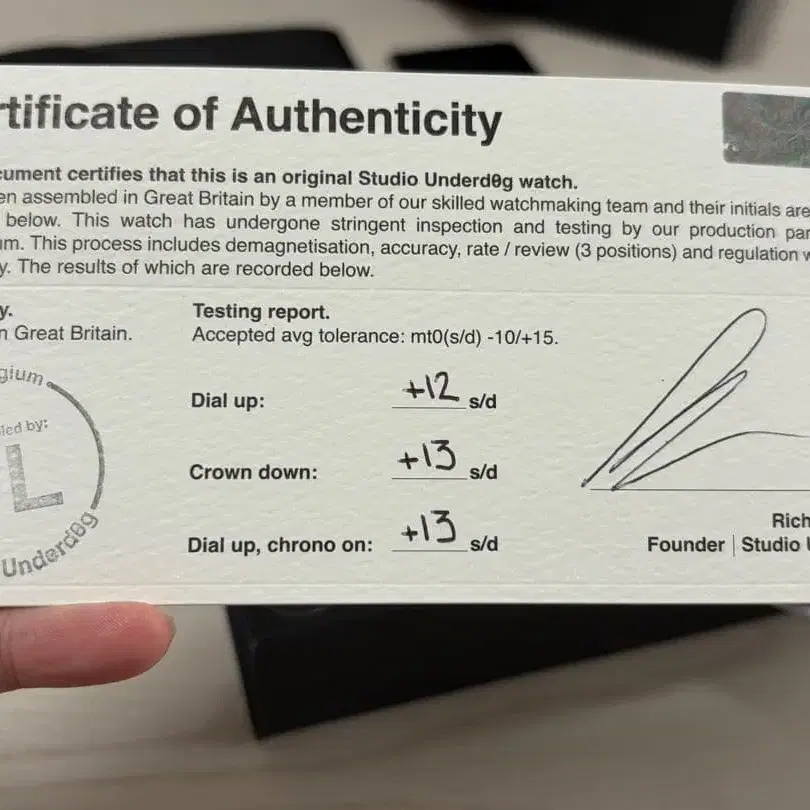 rtificate of Authenticity
cument certifies that this is an original Studio Underdθg watch.
en assembled in Great Britain by a member of our skilled watchmaking team and their initials are
below. This watch has undergone stringent inspection and testing by our production par
um. This process includes demagnetisation, accuracy, rate / review (3 positions) and regulation w
y. The results of which are recorded below.
y.
n Great Britain.
gium
led by:
L
Underdθg
Testing report.
Accepted avg tolerance: mt0(s/d) -10/+15.
Dial up: +12 s/d
Crown down: +13 s/d
Dial up, chrono on: +13 s/d
Rich
Founder | Studio U